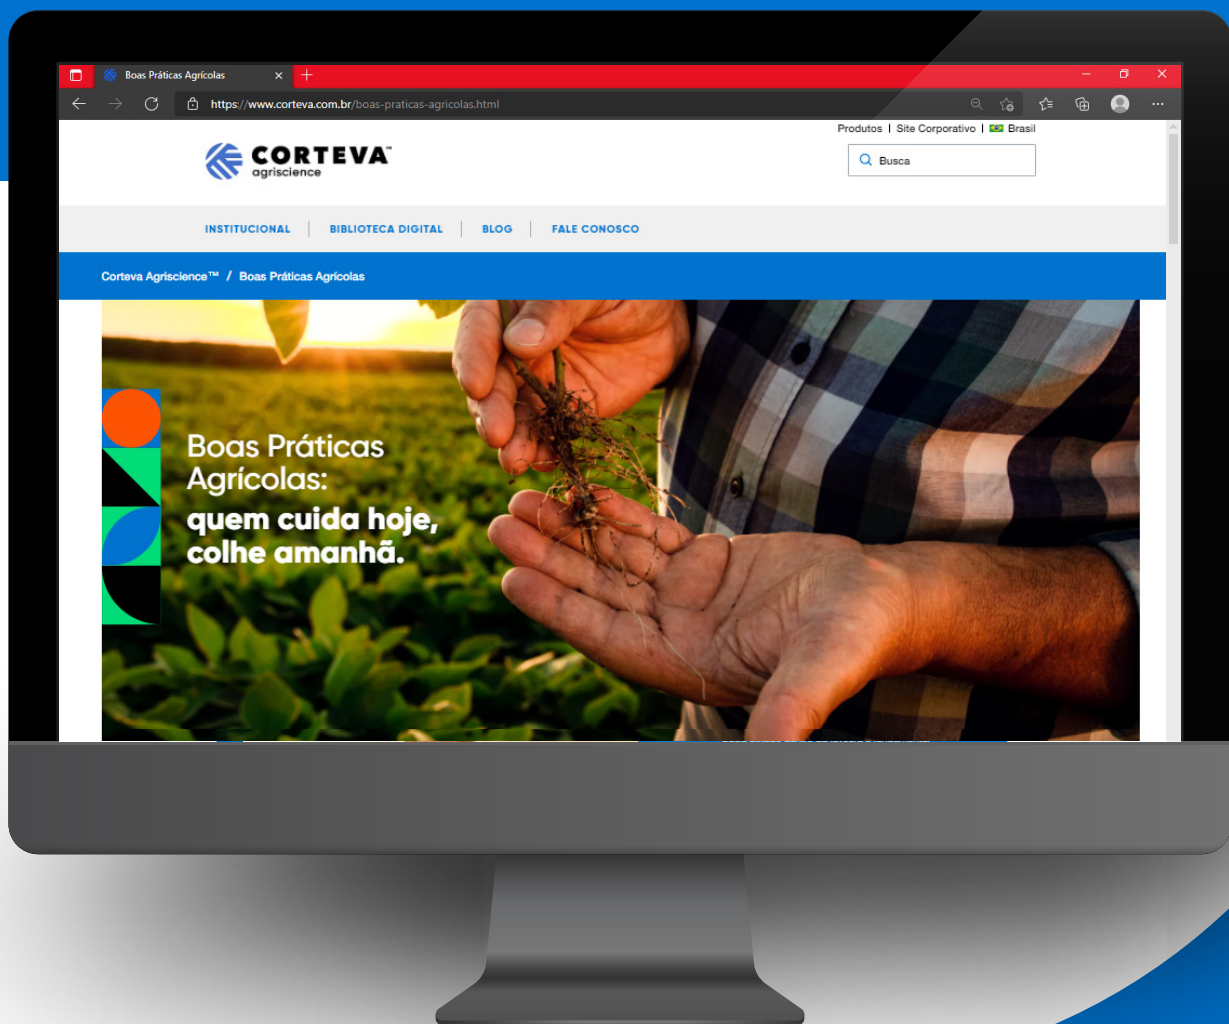 Boas Práticas Agrícolas
https://www.corteva.com.br/boas-praticas-agricolas.html
Produtos | Site Corporativo | Brasil
CORTEVA™
agriscience
Busca
INSTITUCIONAL | BIBLIOTECA DIGITAL | BLOG | FALE CONOSCO
Corteva Agriscience™ / Boas Práticas Agrícolas
Boas Práticas
Agrícolas:
quem cuida hoje,
colhe amanhã.